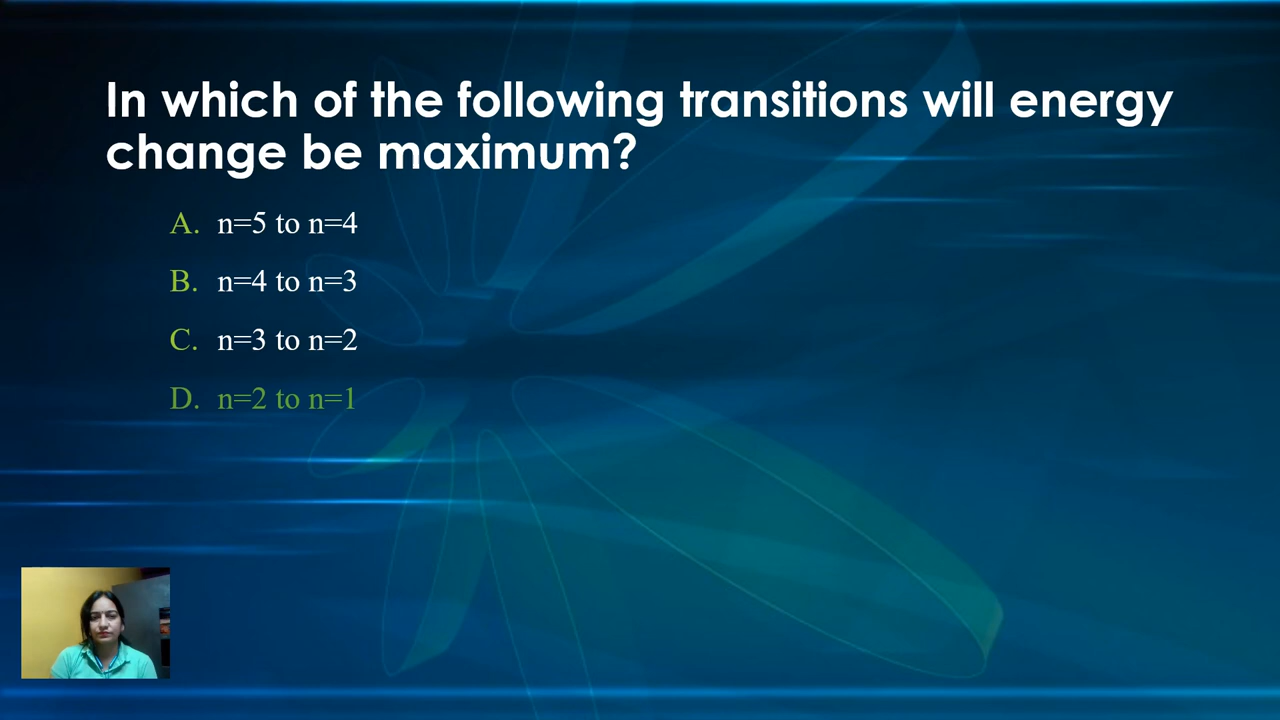 In which of the following transitions will energy
change be maximum?
A. n=5 to n=4
B. n=4 to n=3
C. n=3 to n=2
D. n=2 to n=1